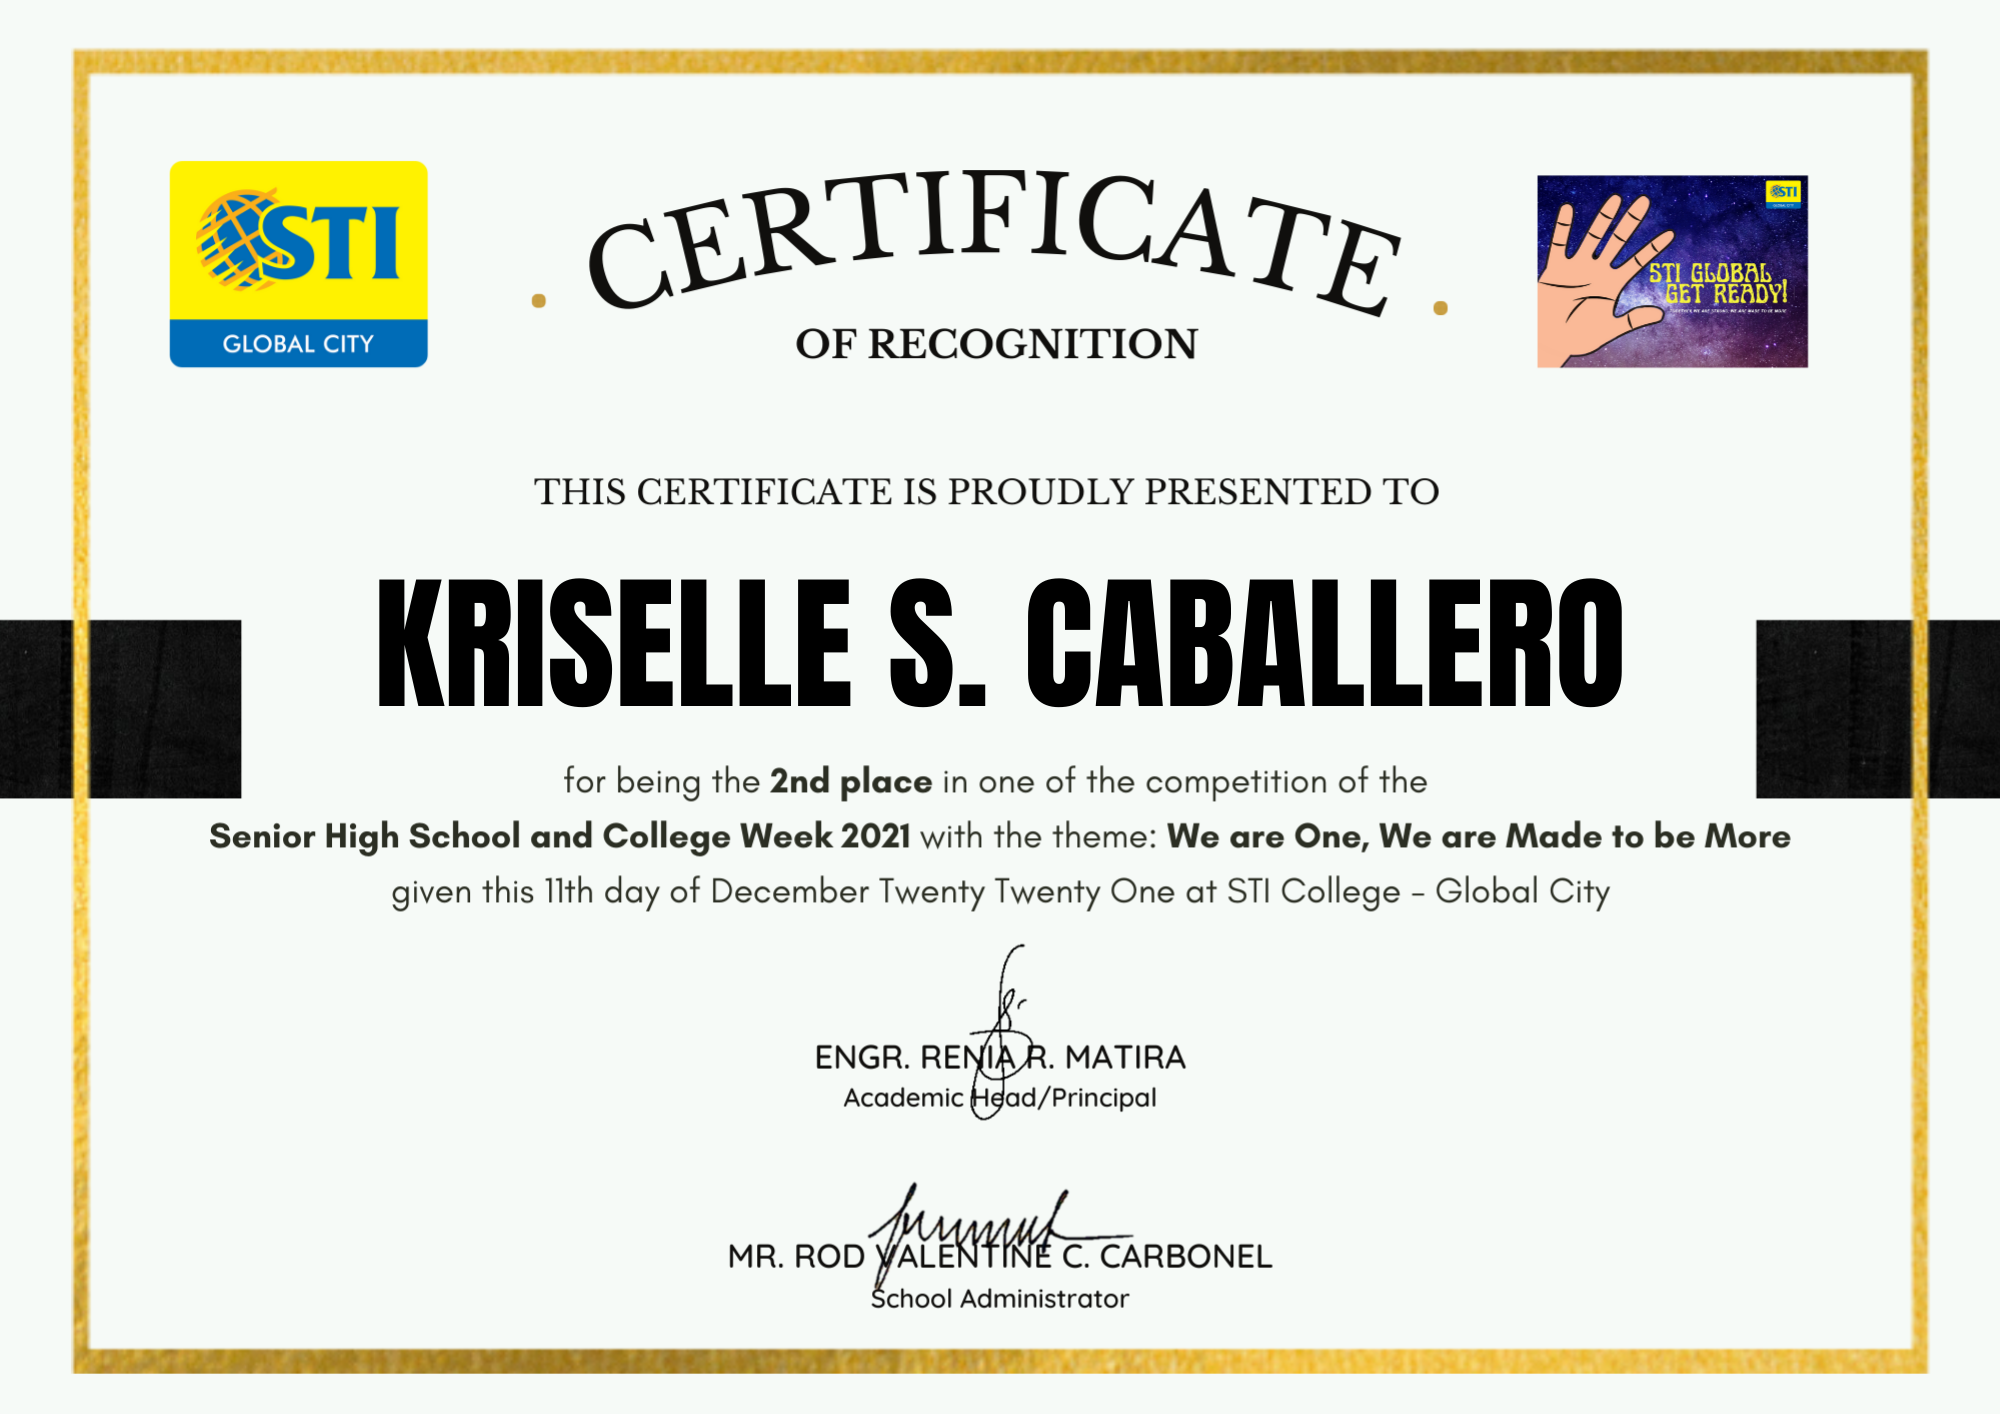 STI
GLOBAL CITY
CERTIFICATE
OF RECOGNITION
STI
STI GLOBAL
GET READY!
THIS CERTIFICATE IS PROUDLY PRESENTED TO
KRISELLE S. CABALLERO
for being the 2nd place in one of the competition of the
Senior High School and College Week 2021 with the theme: We are One, We are Made to be More
given this 11th day of December Twenty Twenty One at STI College - Global City
ENGR. RENIA R. MATIRA
Academic Head/Principal
MR. ROD VALENTINE C. CARBONEL
School Administrator